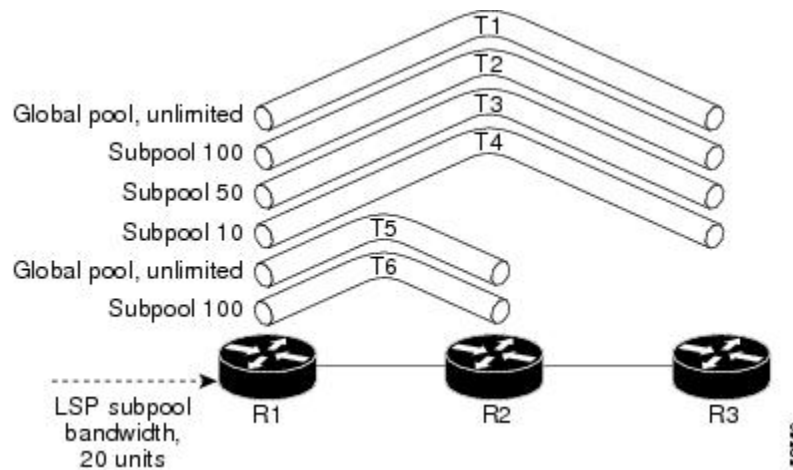 T1
T2
Global pool, unlimited
T3
Subpool 100
T4
Subpool 50
Subpool 10
T5
Global pool, unlimited
T6
Subpool 100
LSP subpool
bandwidth,
20 units
R1
R2
R3